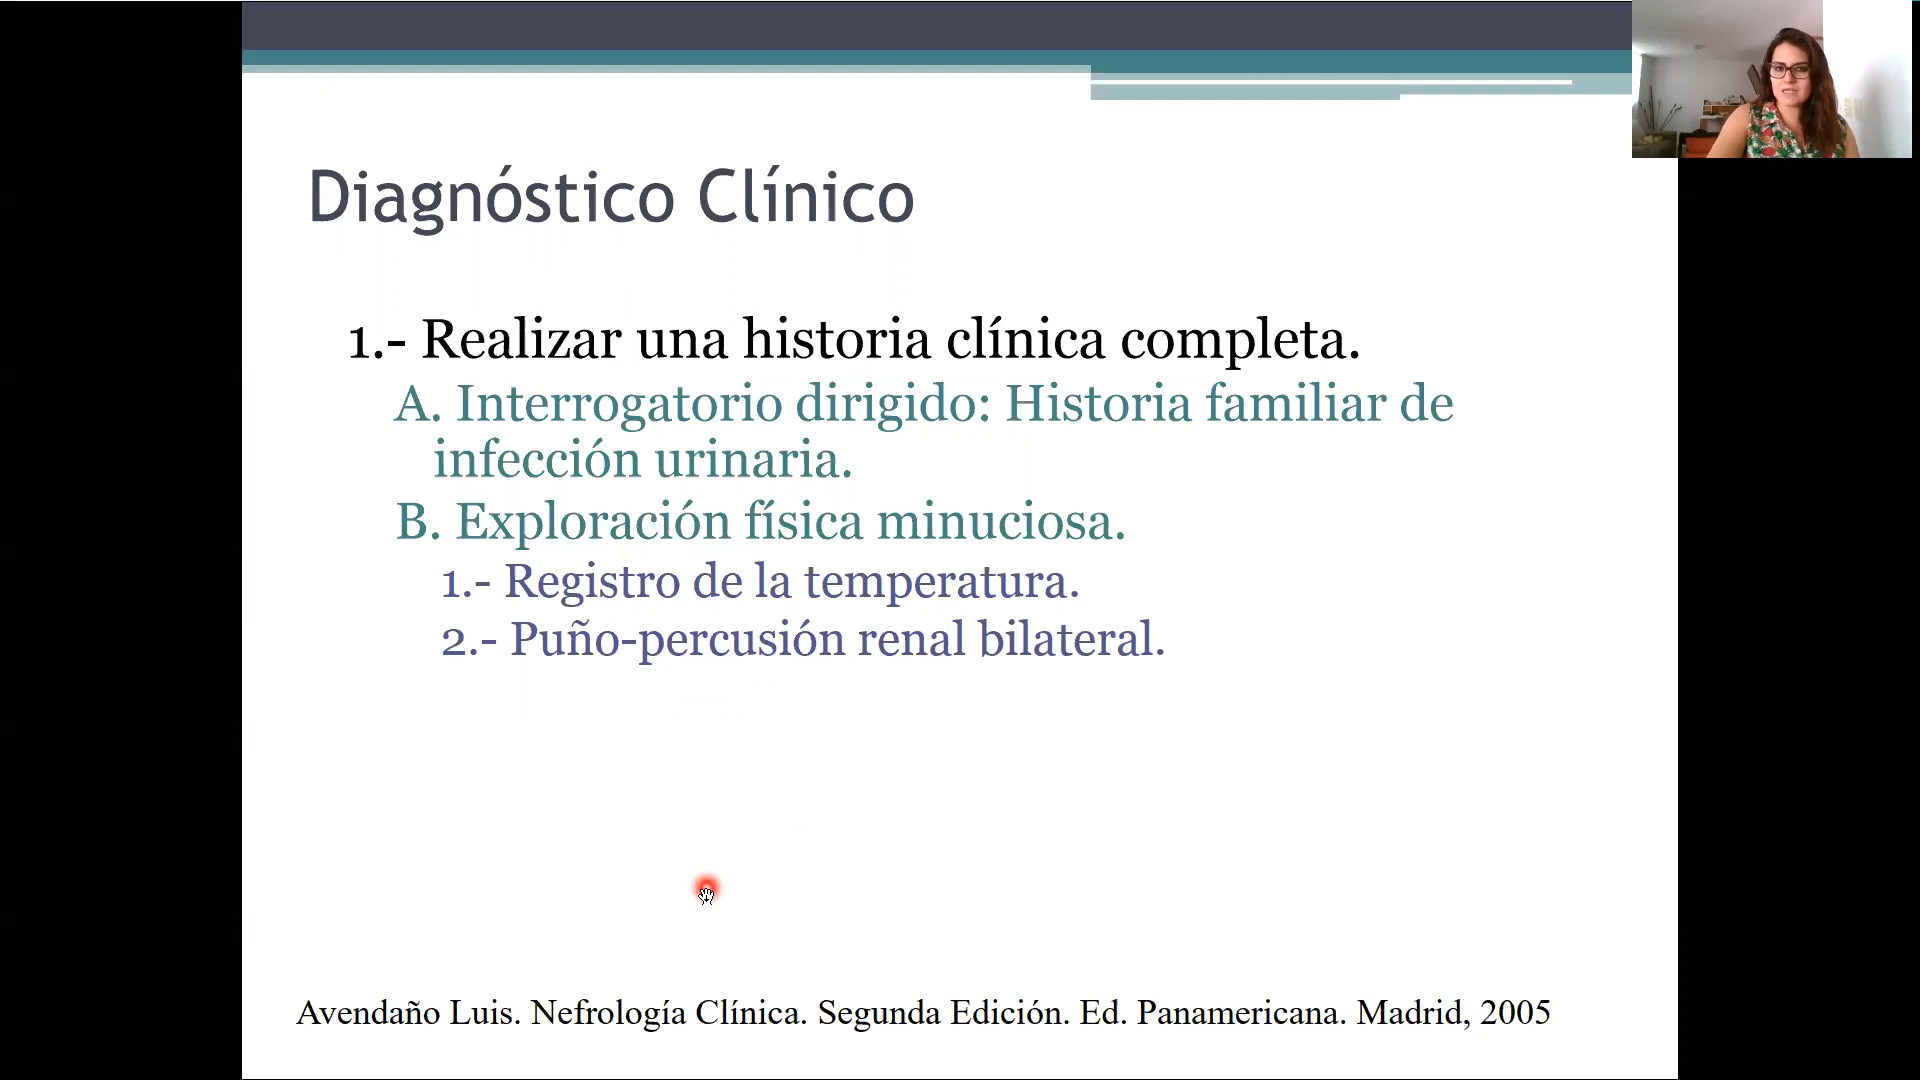 Diagnóstico Clínico
1.- Realizar una historia clínica completa.
A. Interrogatorio dirigido: Historia familiar de
infección urinaria.
B. Exploración física minuciosa.
1.- Registro de la temperatura.
2.- Puño-percusión renal bilateral.
Avendaño Luis. Nefrología Clínica. Segunda Edición. Ed. Panamericana. Madrid, 2005